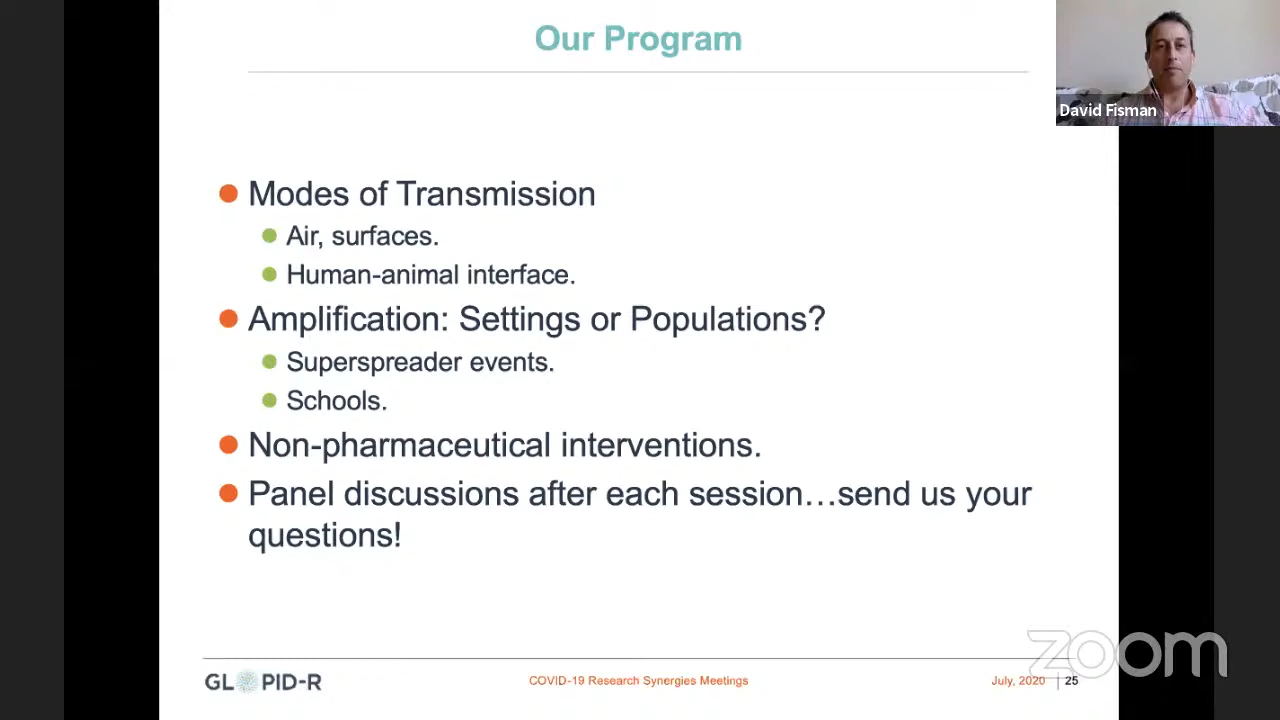 Our Program
David Fisman
Modes of Transmission
Air, surfaces.
Human-animal interface.
Amplification: Settings or Populations?
Superspreader events.
Schools.
Non-pharmaceutical interventions.
Panel discussions after each session…send us your
questions!
zoom
GLOPID-R
COVID-19 Research Synergies Meetings
July, 2020
25